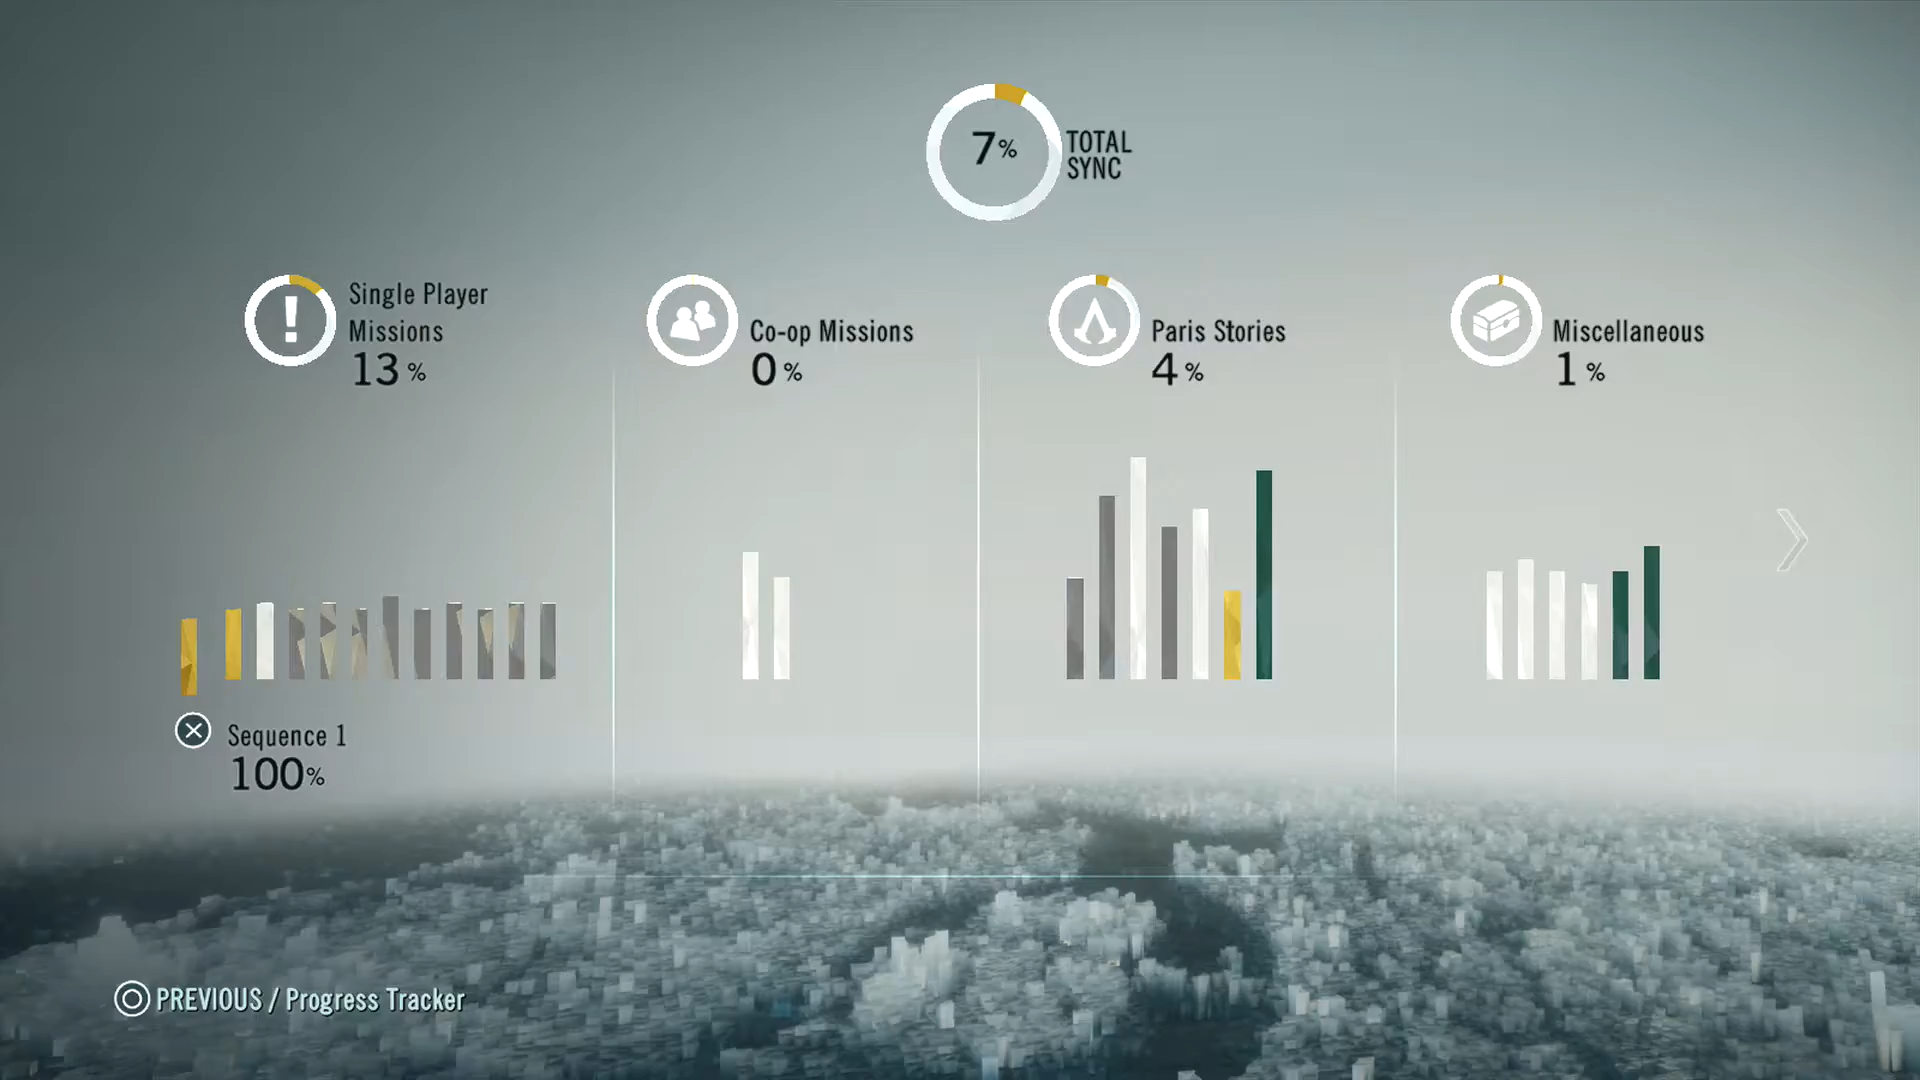 7%
TOTAL
SYNC
Single Player
Missions
13 %
Co-op Missions
0 %
Paris Stories
4 %
Miscellaneous
1 %
Sequence 1
100%
PREVIOUS / Progress Tracker